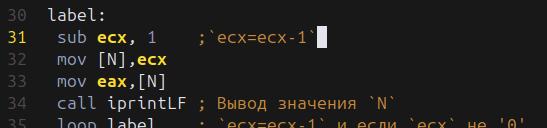 30 label:
31 sub ecx, 1 ;`ecx=ecx-1`
32 mov [N],ecx
33 mov eax,[N]
34 call iprintLF ; Вывод значения `N`
35 loop label ; `ecx=ecx-1` и если `ecx` не '0'